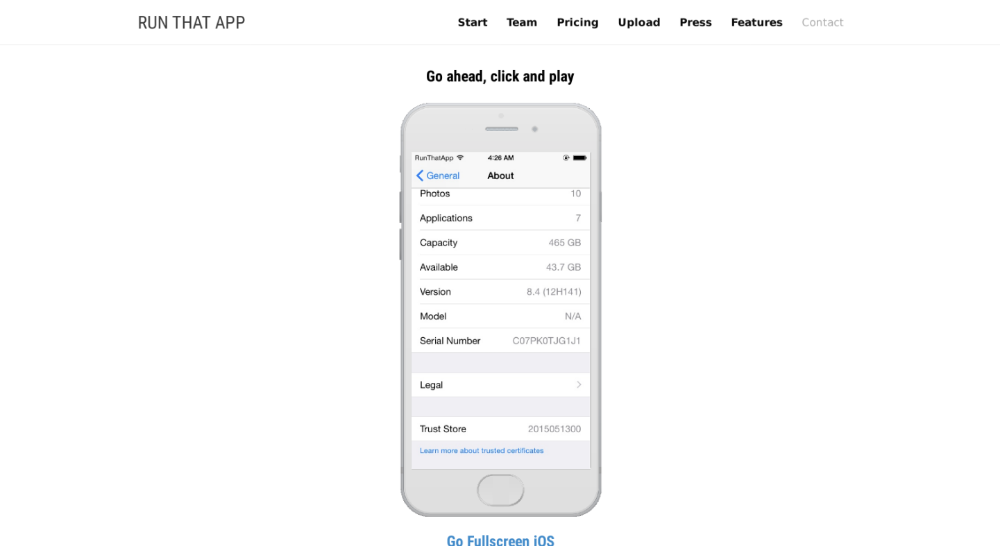 RUN THAT APP
Start Team Pricing Upload Press Features Contact
Go ahead, click and play
RunThatApp 4:26 AM
General About
Photos 10
Applications 7
Capacity 465 GB
Available 43.7 GB
Version 8.4 (12H141)
Model N/A
Serial Number C07PK0TJG1J1
Legal
Trust Store 2015051300
Learn more about trusted certificates
Go Fullscreen iOS